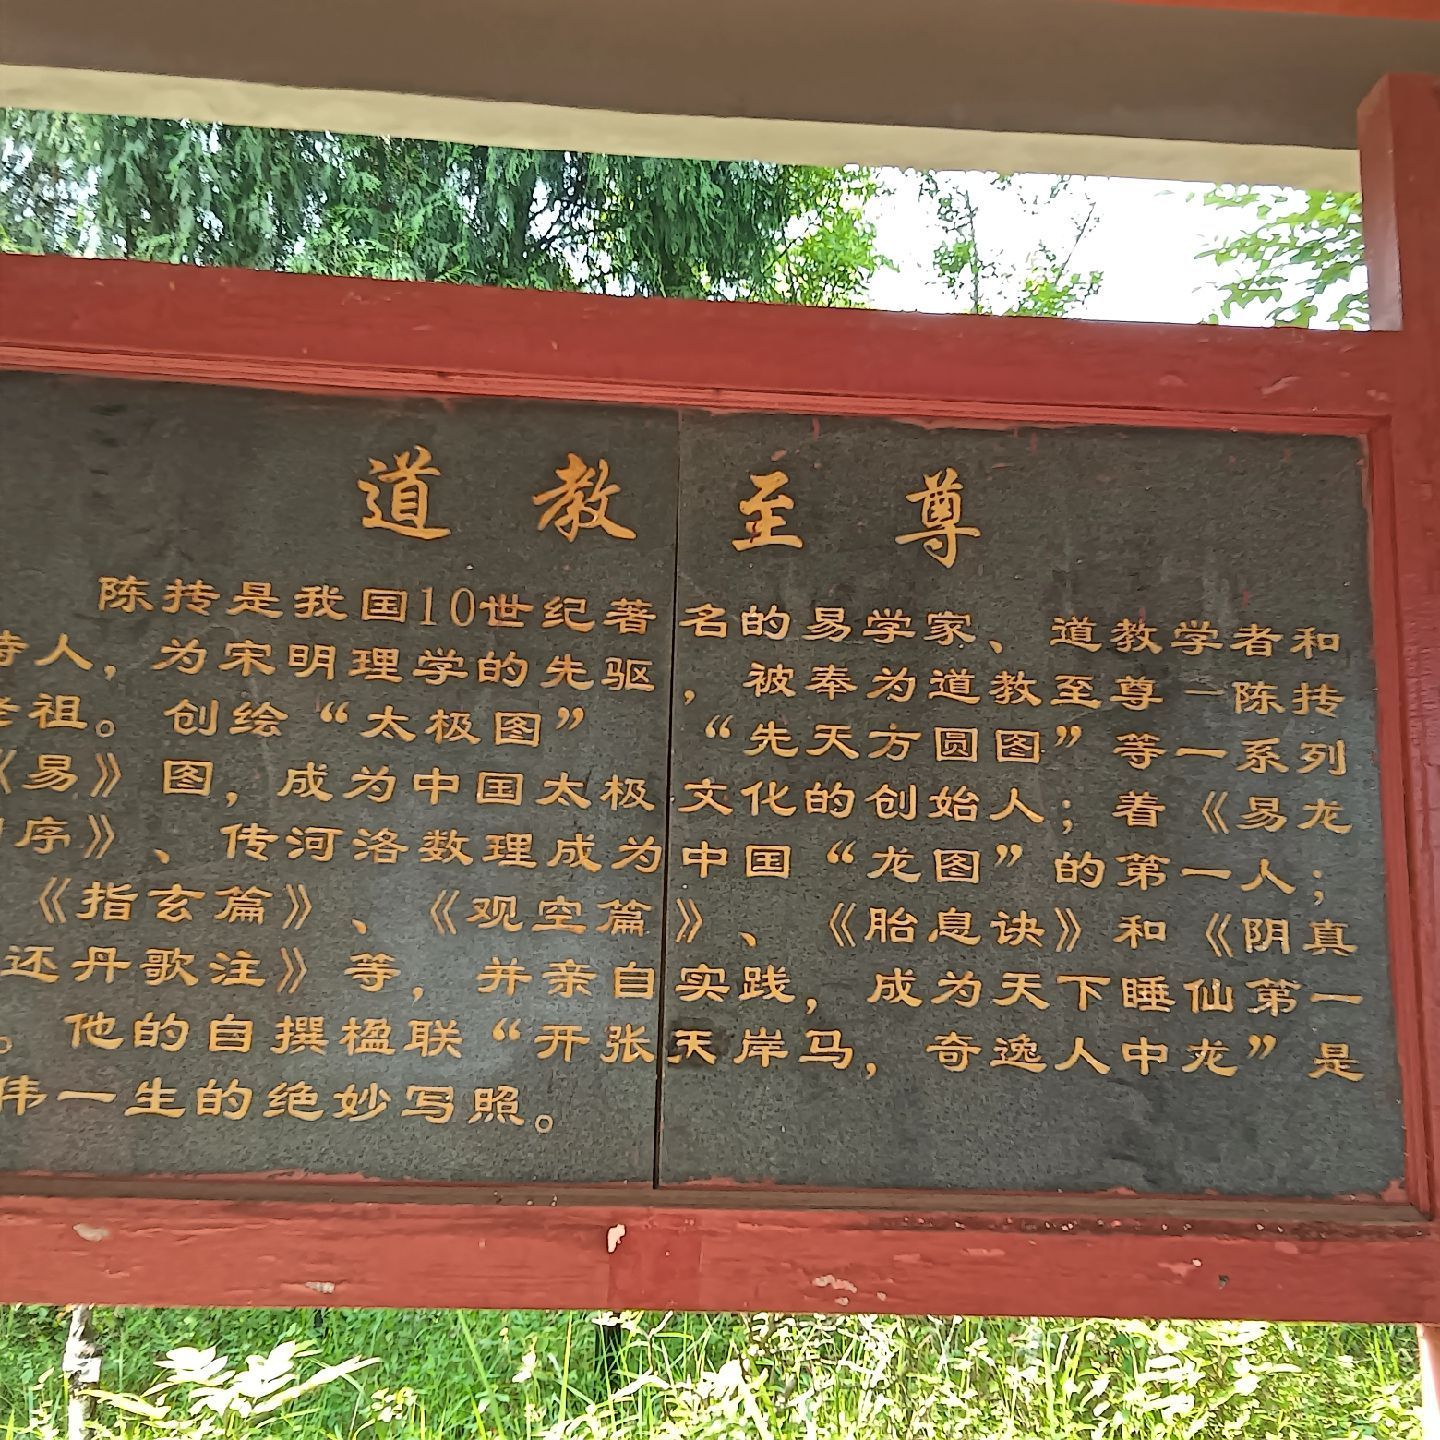 道教至尊
陈抟是我国10世纪著名的易学家、道教学者和
诗人，为宋明理学的先驱，被奉为道教至尊－陈抟
老祖。创绘“太极图”“先天方圆图”等一系列
《易》图，成为中国太极文化的创始人；着《易龙
图序》、传河洛数理成为中国“龙图”的第一人；
《指玄篇》、《观空篇》、《胎息诀》和《阴真
还丹歌注》等，并亲自实践，成为天下睡仙第一
。他的自撰楹联“开张天岸马，奇逸人中龙”是
伟一生的绝妙写照。